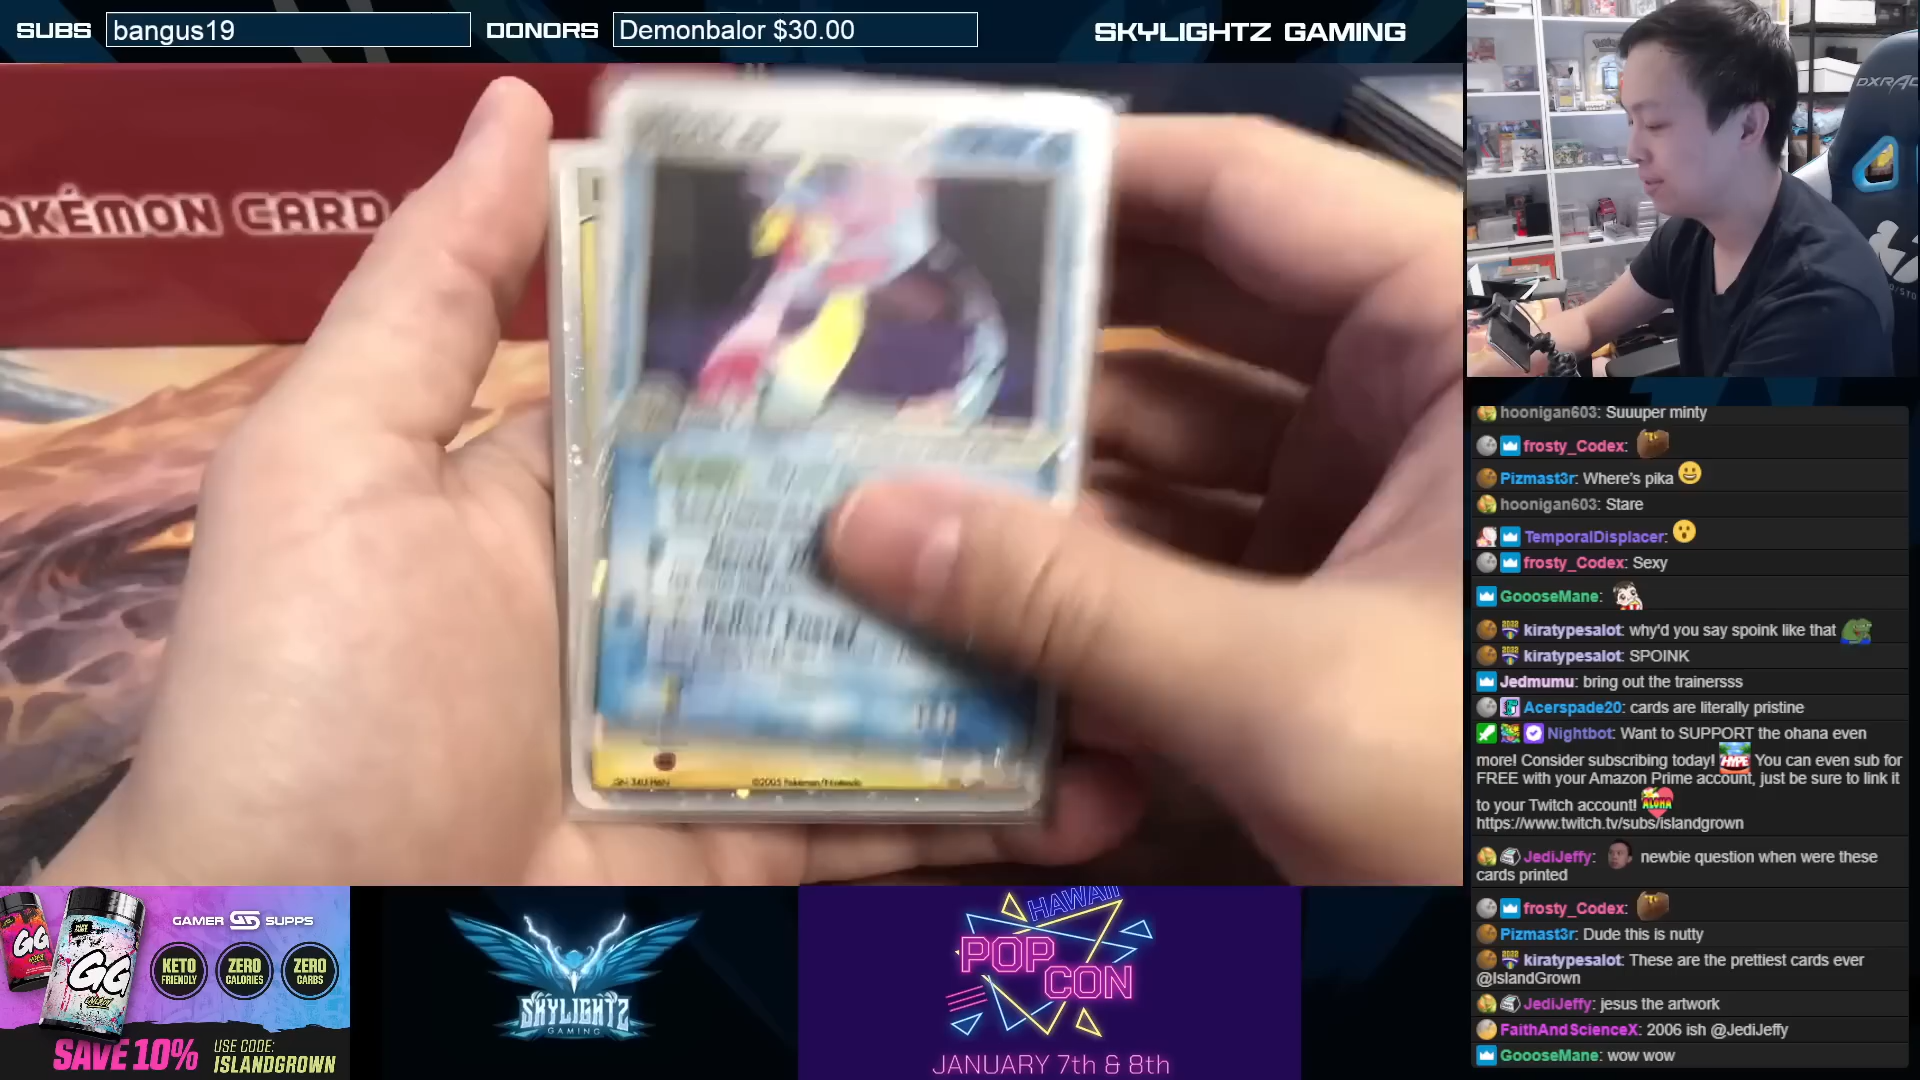 SUBS bangus19 DONORS Demonbalor $30.00 SKYLIGHTZ GAMING
POKÉMON CARD
DXRAC
©2005 Pokémon/Nintendo
hoonigan603: Suuuper minty
frosty_Codex:
Pizmast3r: Where's pika
hoonigan603: Stare
TemporalDisplacer:
frosty_Codex: Sexy
GoooseMane:
kiratypesalot: why'd you say spoink like that
kiratypesalot: SPOINK
Jedmumu: bring out the trainersss
Acerspade20: cards are literally pristine
Nightbot: Want to SUPPORT the ohana even
more! Consider subscribing today! HYPE You can even sub for
FREE with your Amazon Prime account, just be sure to link it
to your Twitch account! ALOHA
https://www.twitch.tv/subs/islandgrown
JediJeffy: newbie question when were these
cards printed
frosty_Codex:
Pizmast3r: Dude this is nutty
kiratypesalot: These are the prettiest cards ever
@IslandGrown
JediJeffy: jesus the artwork
FaithAndScienceX: 2006 ish @JediJeffy
GoooseMane: wow wow
GAMER GS SUPPS
GG
GG
ENERGY
KETO
FRIENDLY
ZERO
CALORIES
ZERO
CARBS
SAVE 10%
USE CODE:
ISLANDGROWN
SKYLIGHTZ
GAMING
HAWAII
POP
CON
JANUARY 7th & 8th